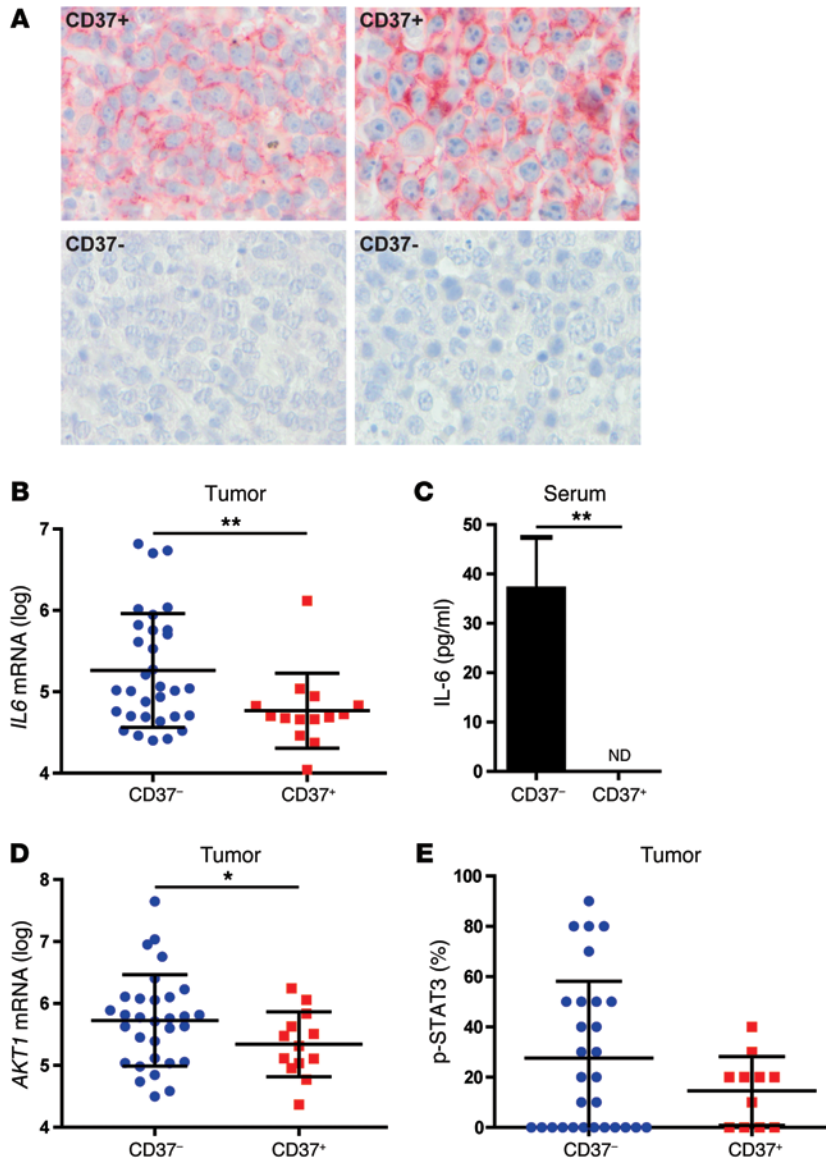 A
CD37+
CD37+
CD37-
CD37-
B
Tumor
**
7
6
5
4
IL6 mRNA (log)
CD37–
CD37+
C
Serum
**
50
40
30
20
10
0
IL-6 (pg/ml)
ND
CD37–
CD37+
D
Tumor
*
8
7
6
5
4
AKT1 mRNA (log)
CD37–
CD37+
E
Tumor
100
80
60
40
20
0
p-STAT3 (%)
CD37–
CD37+